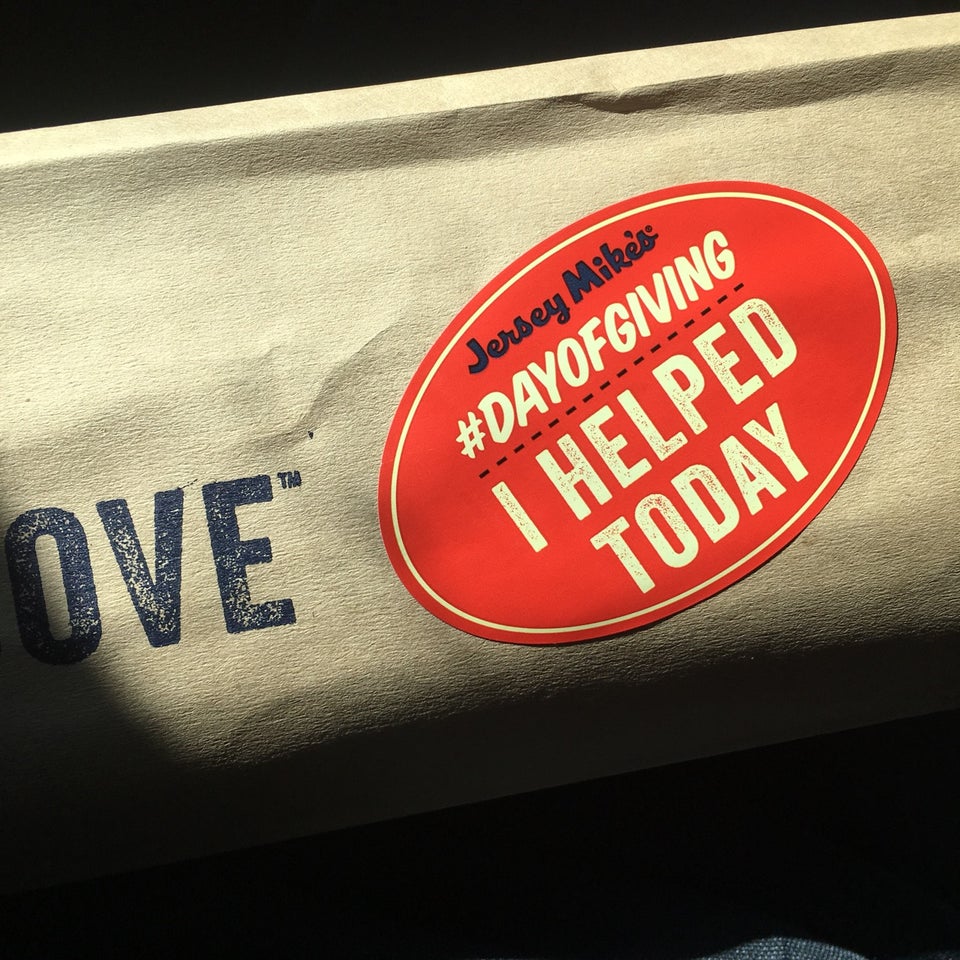 Jersey Mike's®
#DAYOFGIVING
I HELPED
TODAY
OVE™